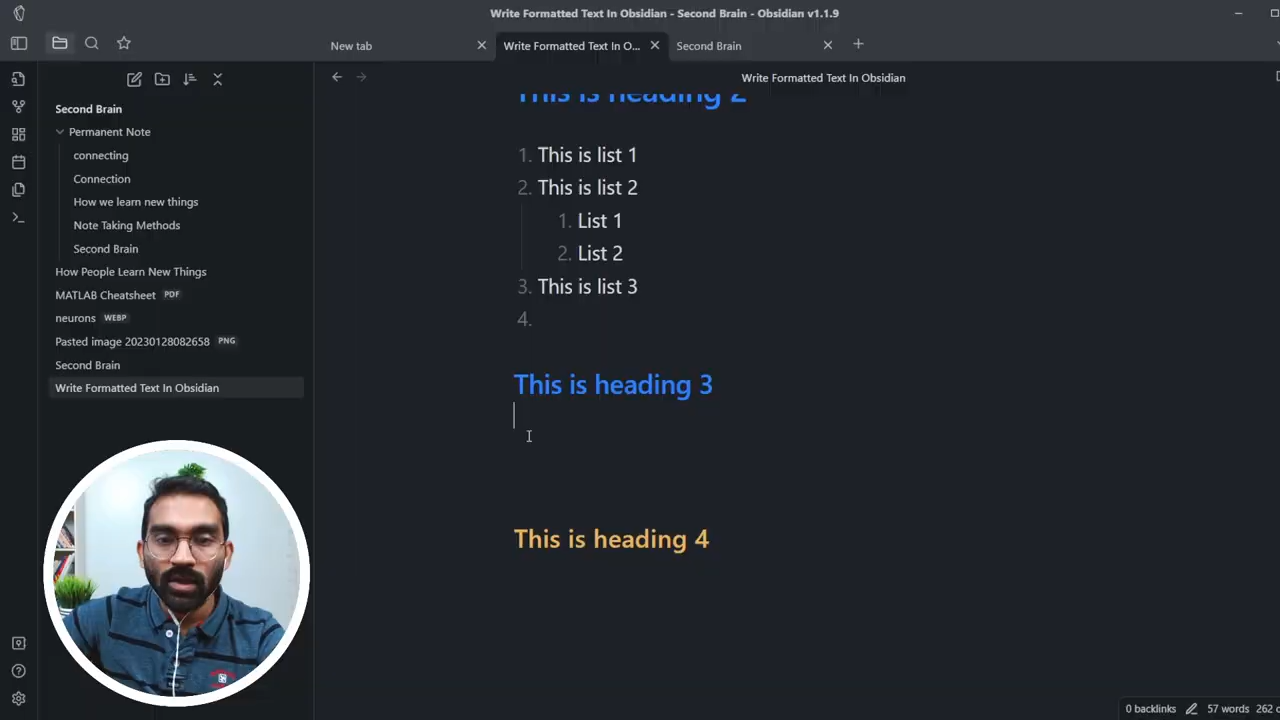 Write Formatted Text In Obsidian - Second Brain - Obsidian v1.1.9
New tab
Write Formatted Text In O...
Second Brain
Write Formatted Text In Obsidian
Second Brain
Permanent Note
connecting
Connection
How we learn new things
Note Taking Methods
Second Brain
How People Learn New Things
MATLAB Cheatsheet PDF
neurons WEBP
Pasted image 20230128082658 PNG
Second Brain
Write Formatted Text In Obsidian
This is heading 2
1. This is list 1
2. This is list 2
1. List 1
2. List 2
3. This is list 3
4.
This is heading 3
This is heading 4
0 backlinks 57 words 262 c